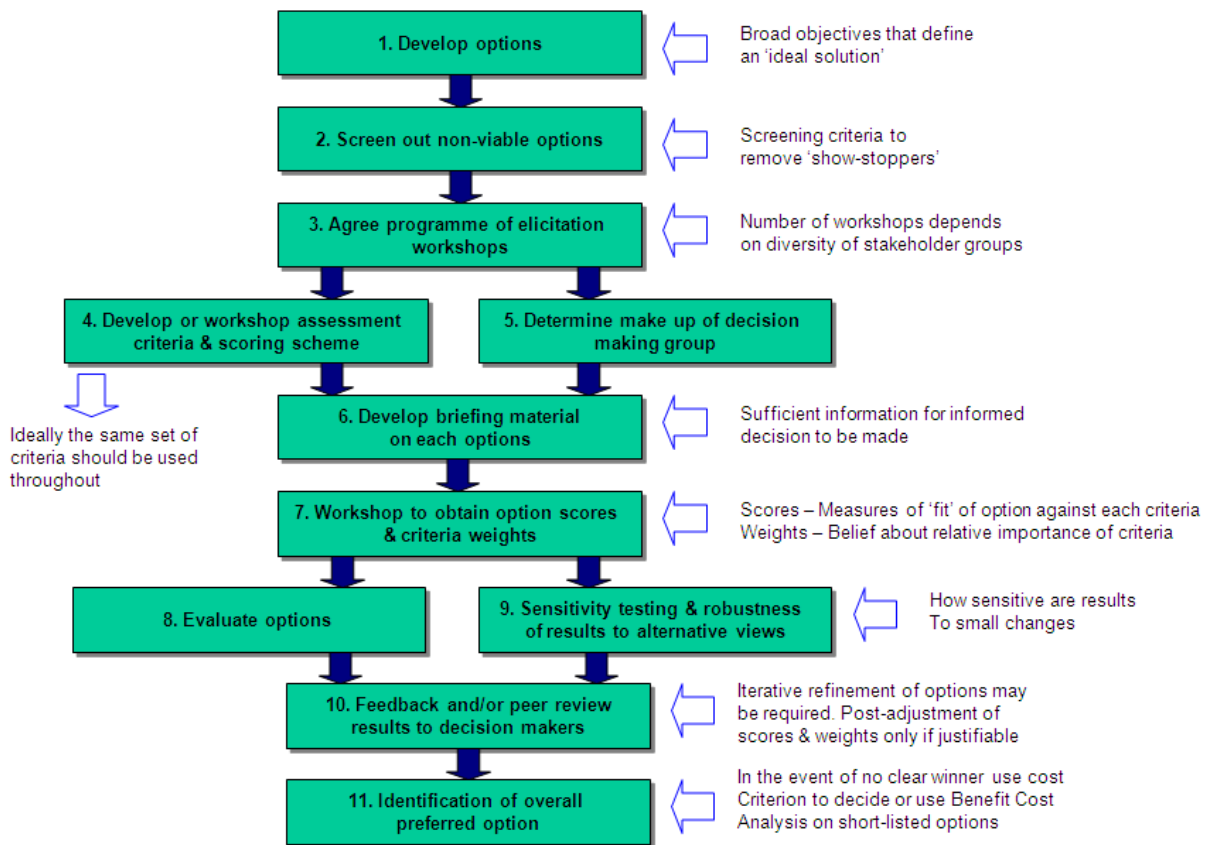 1. Develop options
Broad objectives that define
an ‘ideal solution’
2. Screen out non-viable options
Screening criteria to
remove ‘show-stoppers’
3. Agree programme of elicitation
workshops
Number of workshops depends
on diversity of stakeholder groups
4. Develop or workshop assessment
criteria & scoring scheme
5. Determine make up of decision
making group
Ideally the same set of
criteria should be used
throughout
6. Develop briefing material
on each options
Sufficient information for informed
decision to be made
7. Workshop to obtain option scores
& criteria weights
Scores – Measures of ‘fit’ of option against each criteria
Weights – Belief about relative importance of criteria
8. Evaluate options
9. Sensitivity testing & robustness
of results to alternative views
How sensitive are results
To small changes
10. Feedback and/or peer review
results to decision makers
Iterative refinement of options may
be required. Post-adjustment of
scores & weights only if justifiable
11. Identification of overall
preferred option
In the event of no clear winner use cost
Criterion to decide or use Benefit Cost
Analysis on short-listed options